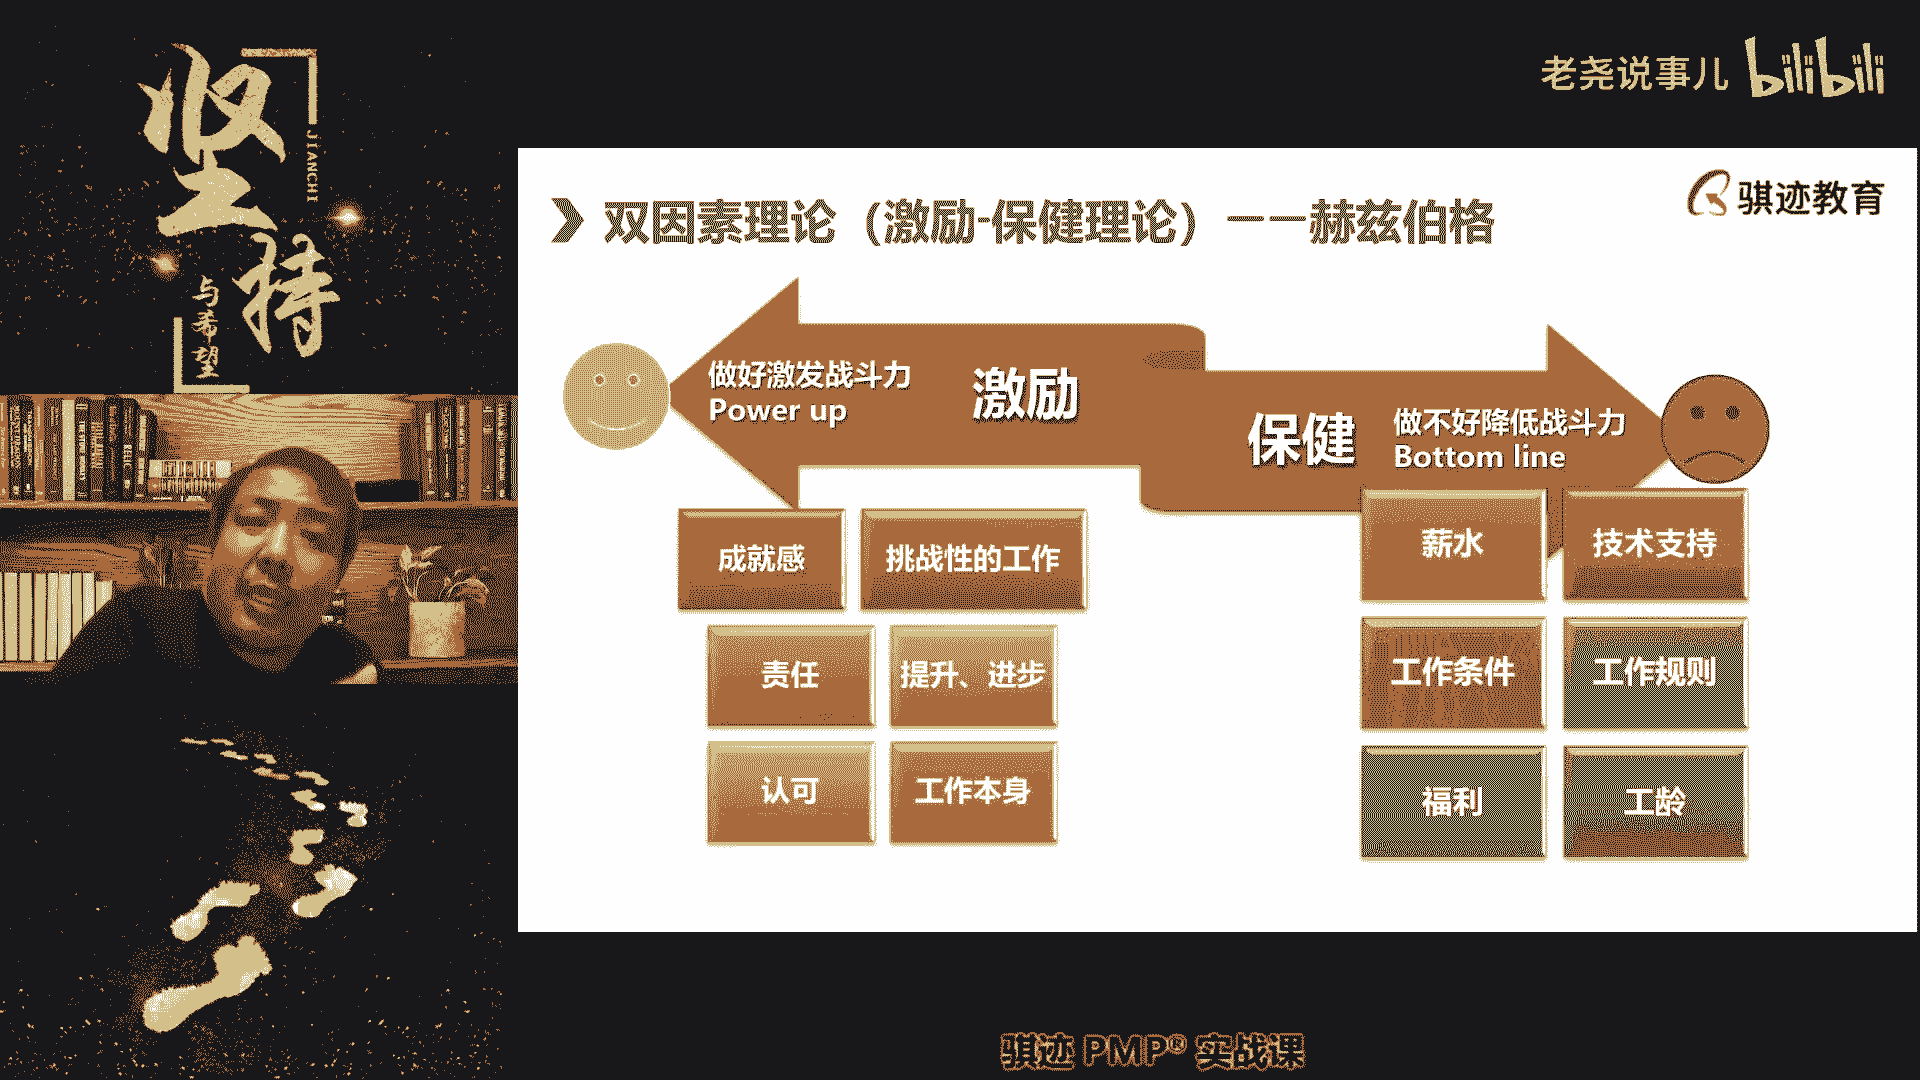 坚持
JIANCHI
与希望
老尧说事儿 bilibili
骐迹教育
双因素理论（激励-保健理论）——赫兹伯格
做好激发战斗力
Power up
激励
保健
做不好降低战斗力
Bottom line
成就感
挑战性的工作
责任
提升、进步
认可
工作本身
薪水
技术支持
工作条件
工作规则
福利
工龄
骐迹 PMP® 实战课